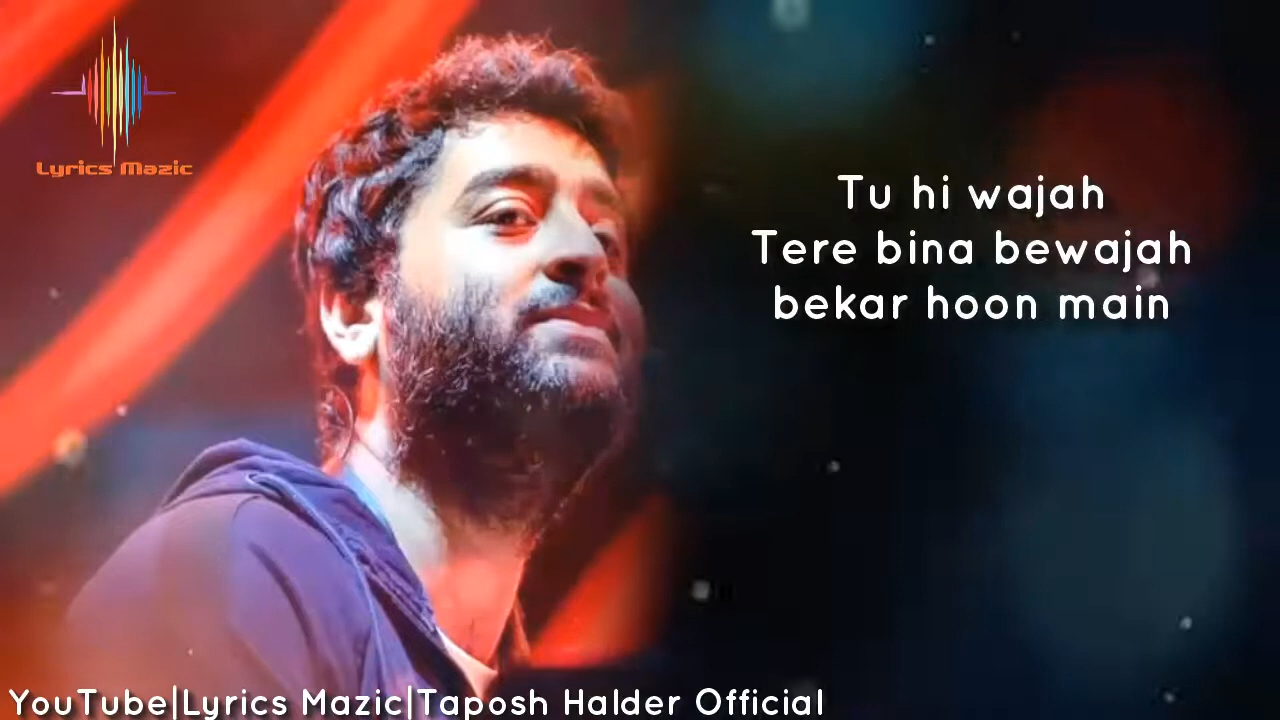 Lyrics Mazic
Tu hi wajah
Tere bina bewajah
bekar hoon main
YouTube|Lyrics Mazic|Taposh Halder Official